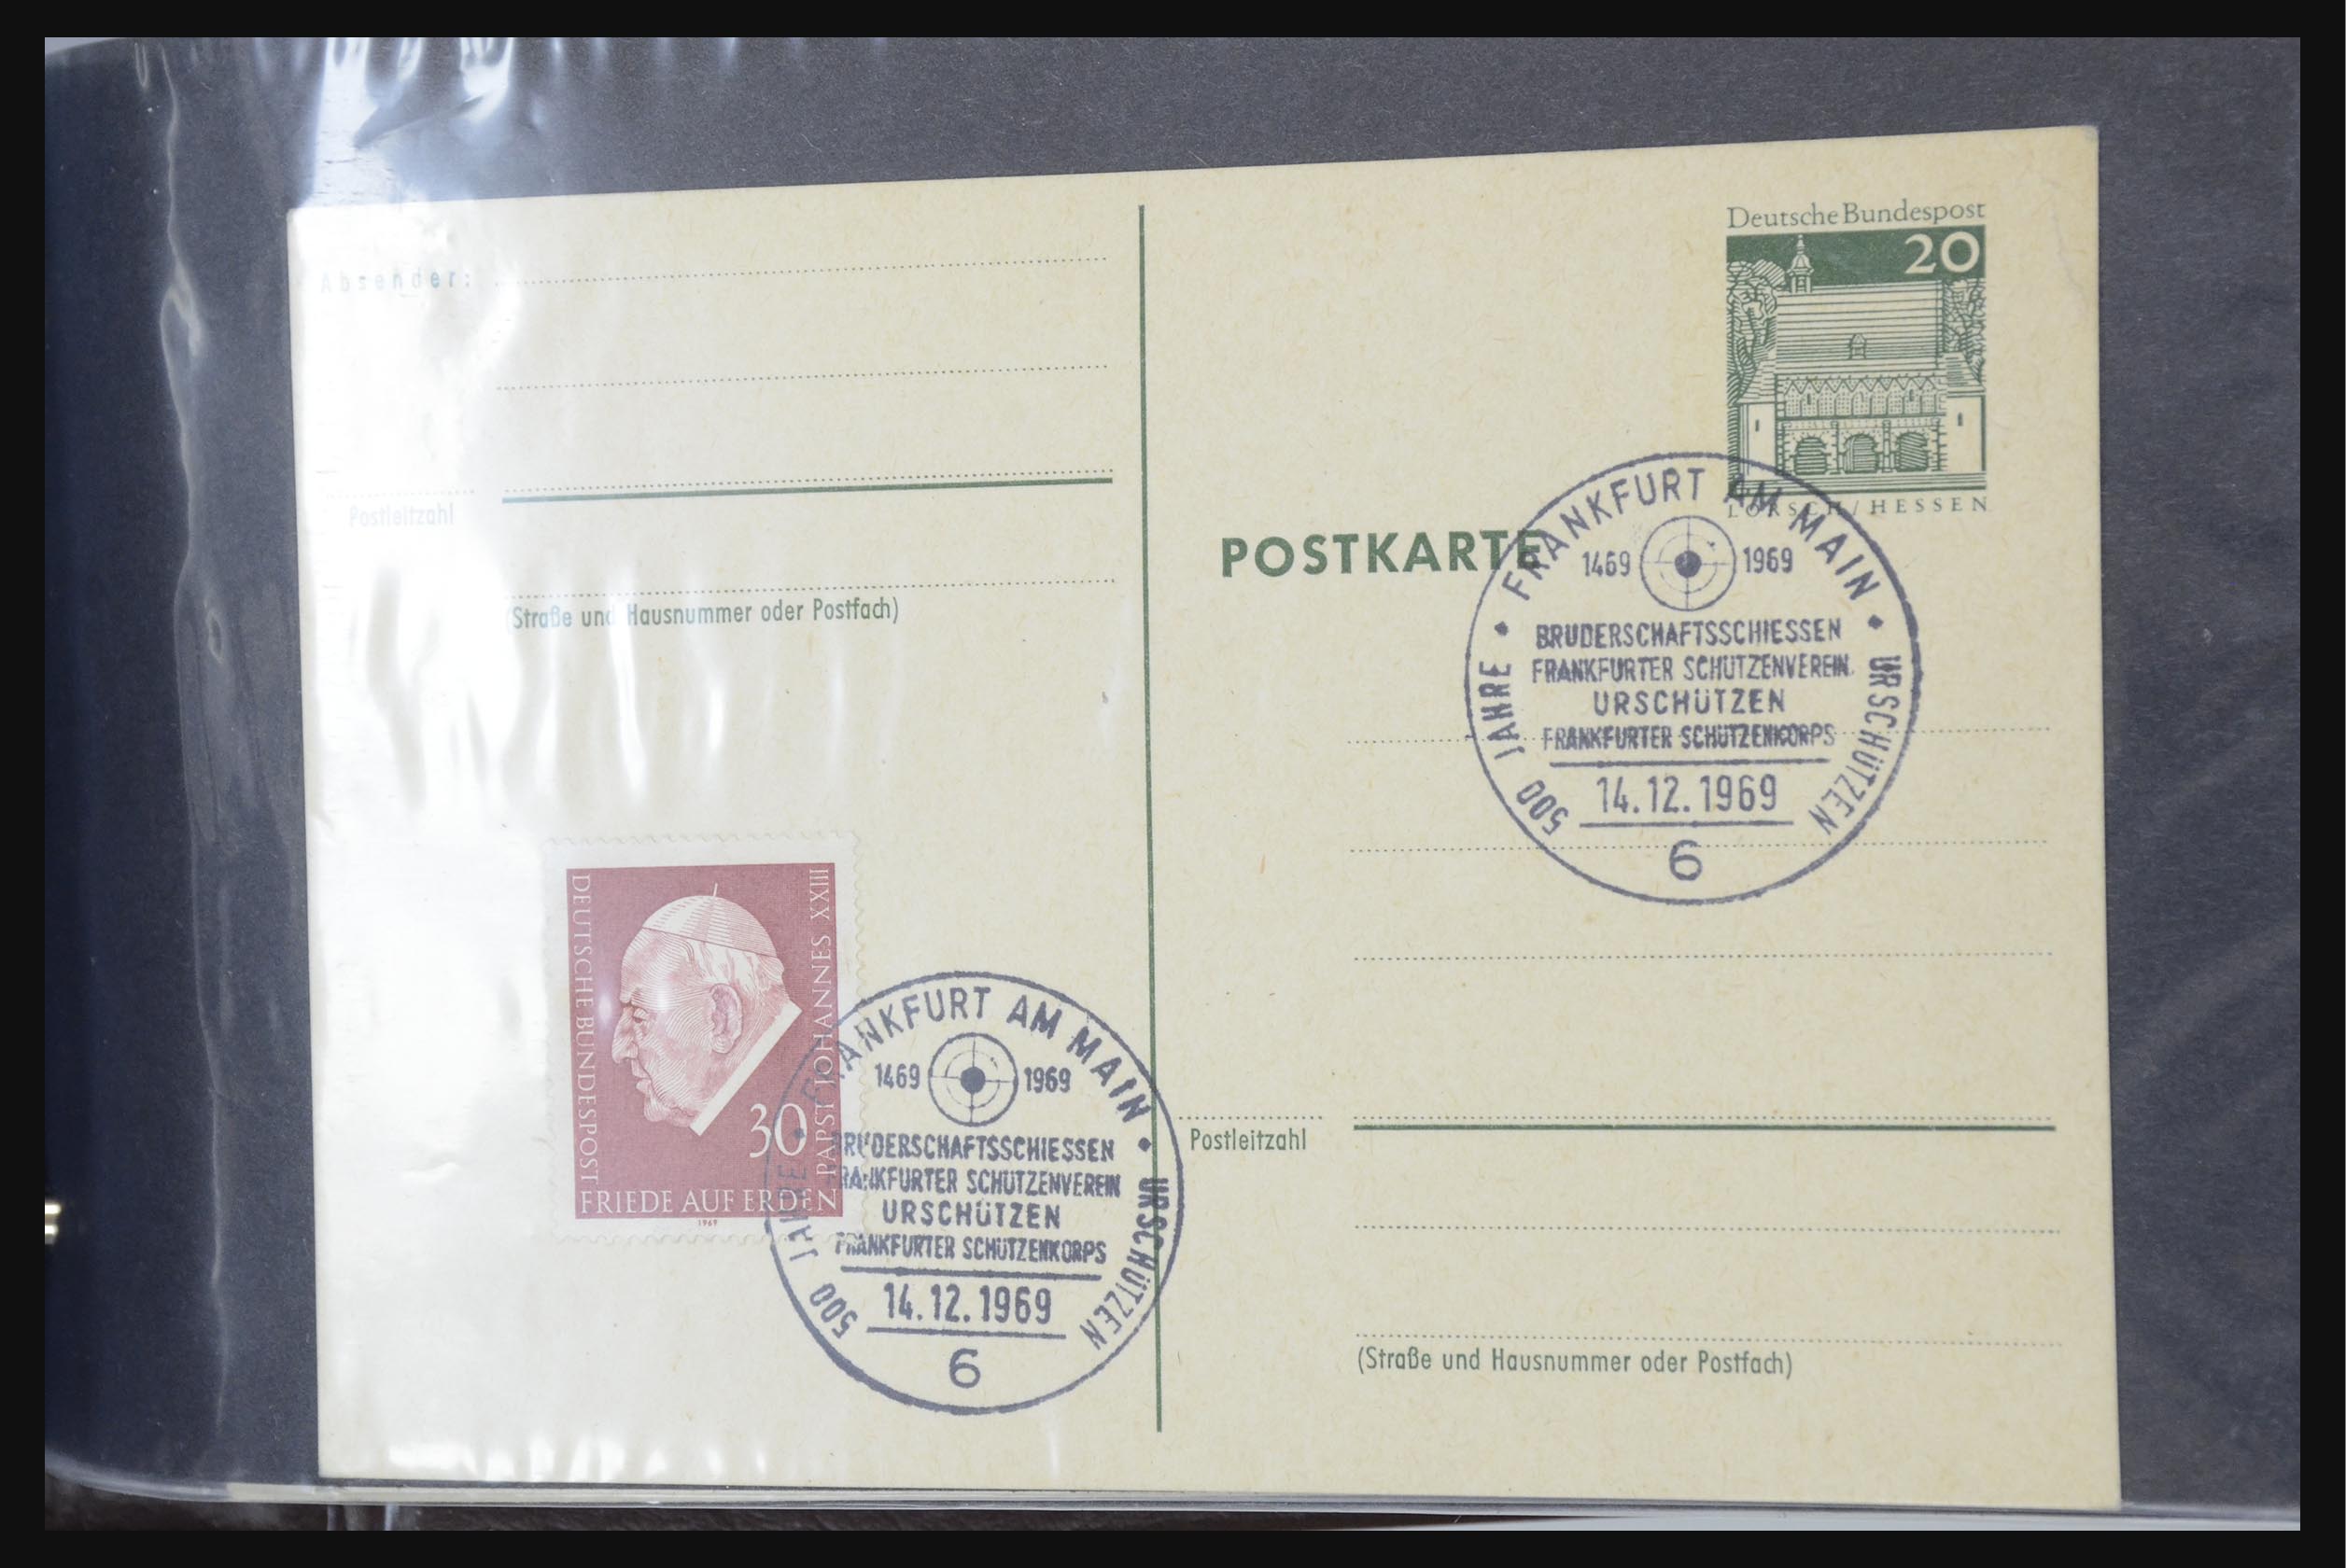 Absender:
Postleitzahl
(Straße und Hausnummer oder Postfach)
DEUTSCHE BUNDESPOST
PAPST JOHANNES XXIII
30
FRIEDE AUF ERDEN
1969
FRANKFURT AM MAIN
1469 1969
BRUDERSCHAFTSSCHIESSEN
FRANKFURTER SCHÜTZENVEREIN
URSCHÜTZEN
FRANKFURTER SCHÜTZENKORPS
14.12.1969
6
500 JAHRE URSCHÜTZEN
Deutsche Bundespost
20
LORSCH/HESSEN
POSTKARTE
FRANKFURT AM MAIN
1469 1969
BRUDERSCHAFTSSCHIESSEN
FRANKFURTER SCHÜTZENVEREIN
URSCHÜTZEN
FRANKFURTER SCHÜTZENKORPS
14.12.1969
6
500 JAHRE URSCHÜTZEN
Postleitzahl
(Straße und Hausnummer oder Postfach)